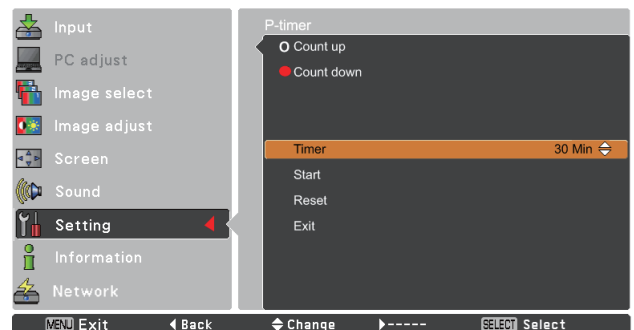 Input
PC adjust
Image select
Image adjust
Screen
Sound
Setting
Information
Network
P-timer
Count up
Count down
Timer 30 Min
Start
Reset
Exit
MENU Exit Back Change ----- SELECT Select